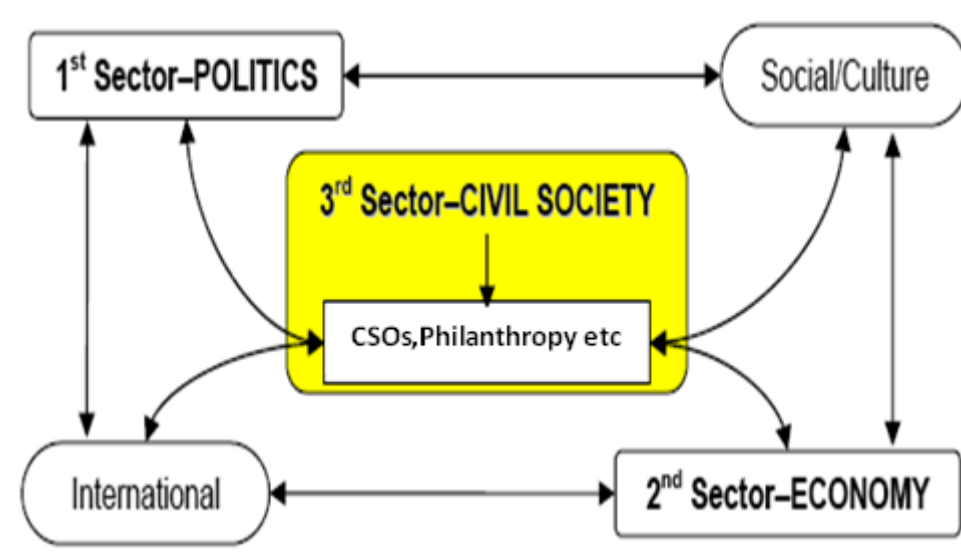 1st Sector–POLITICS
Social/Culture
3rd Sector–CIVIL SOCIETY
CSOs,Philanthropy etc
International
2nd Sector–ECONOMY